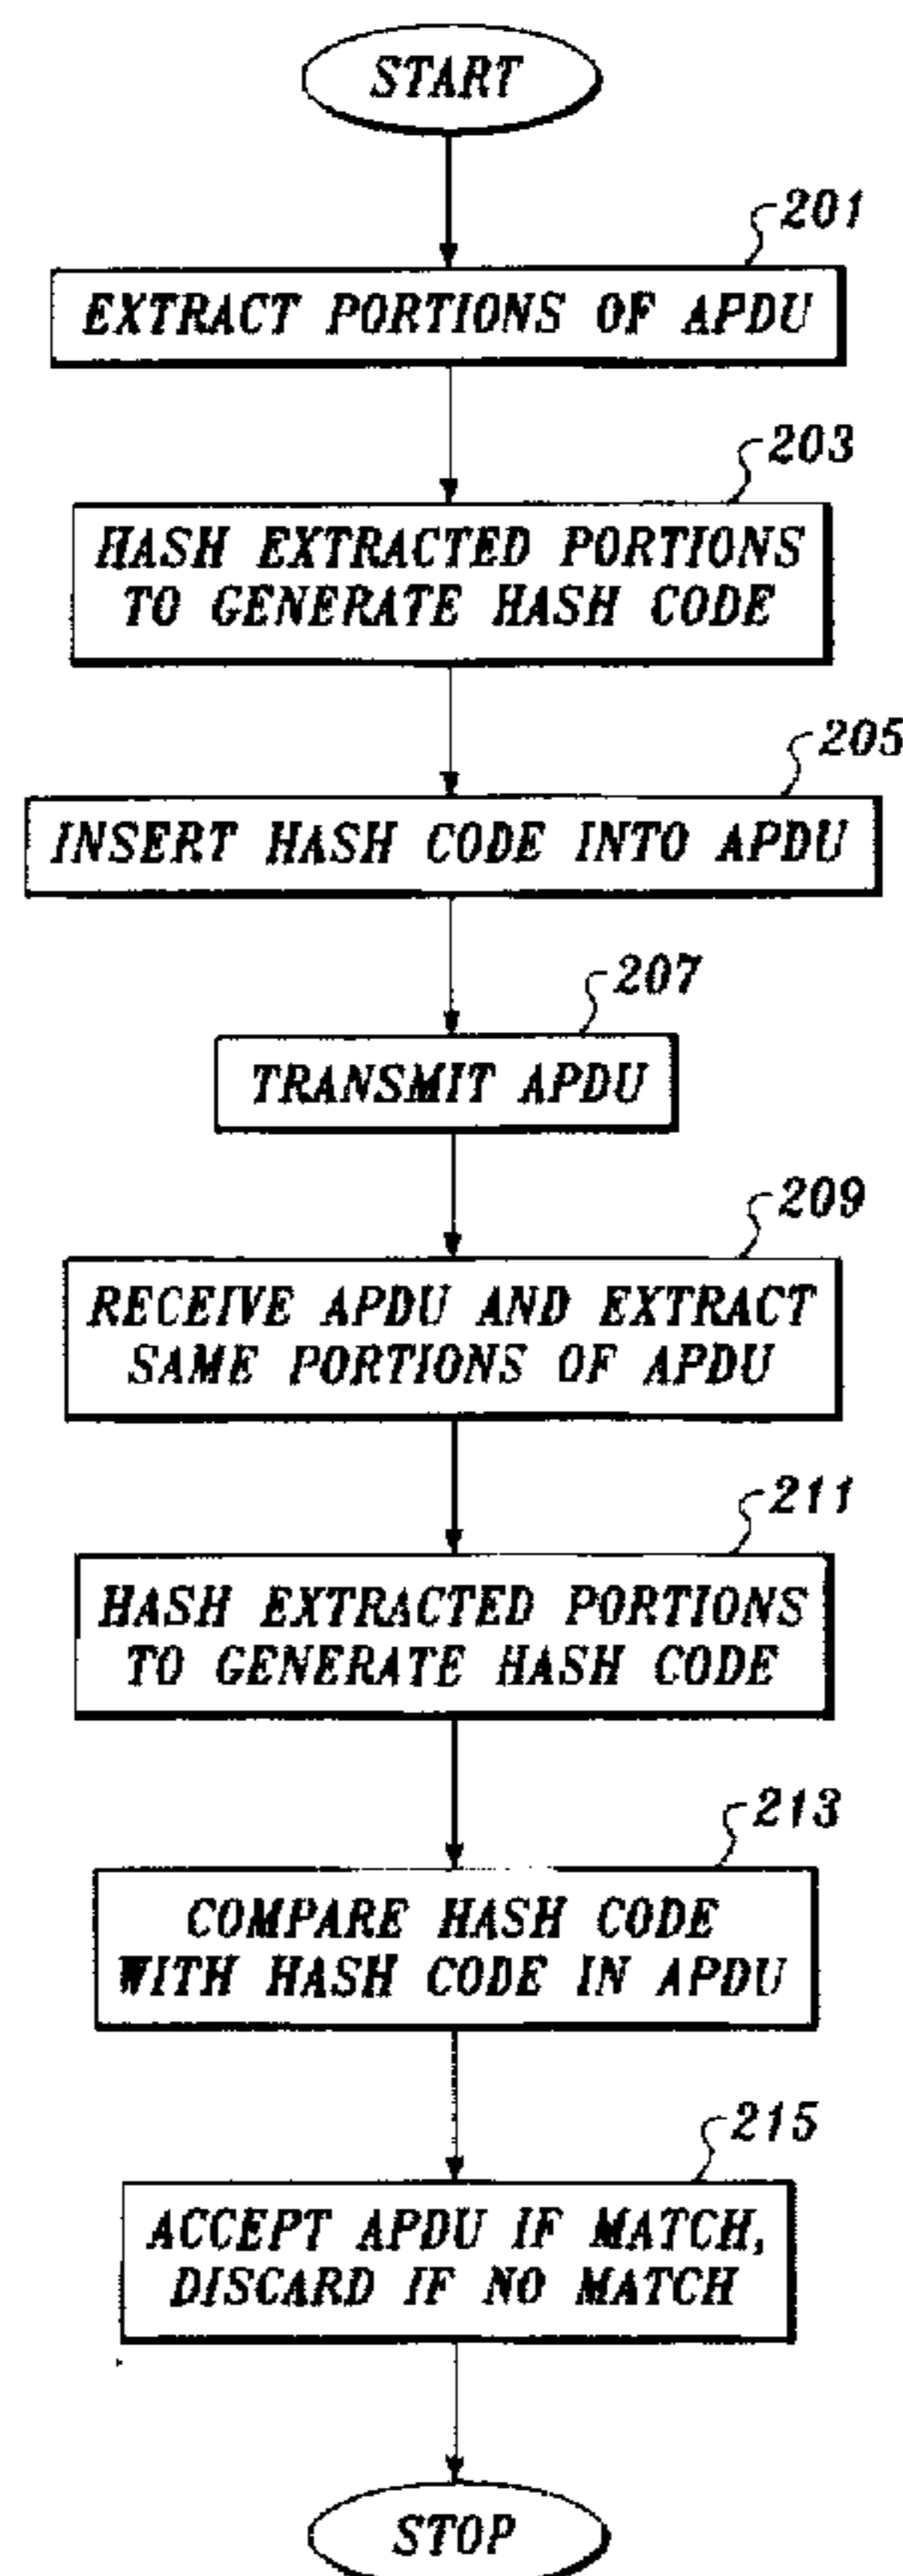 START
201
EXTRACT PORTIONS OF APDU
203
HASH EXTRACTED PORTIONS
TO GENERATE HASH CODE
205
INSERT HASH CODE INTO APDU
207
TRANSMIT APDU
209
RECEIVE APDU AND EXTRACT
SAME PORTIONS OF APDU
211
HASH EXTRACTED PORTIONS
TO GENERATE HASH CODE
213
COMPARE HASH CODE
WITH HASH CODE IN APDU
215
ACCEPT APDU IF MATCH,
DISCARD IF NO MATCH
STOP